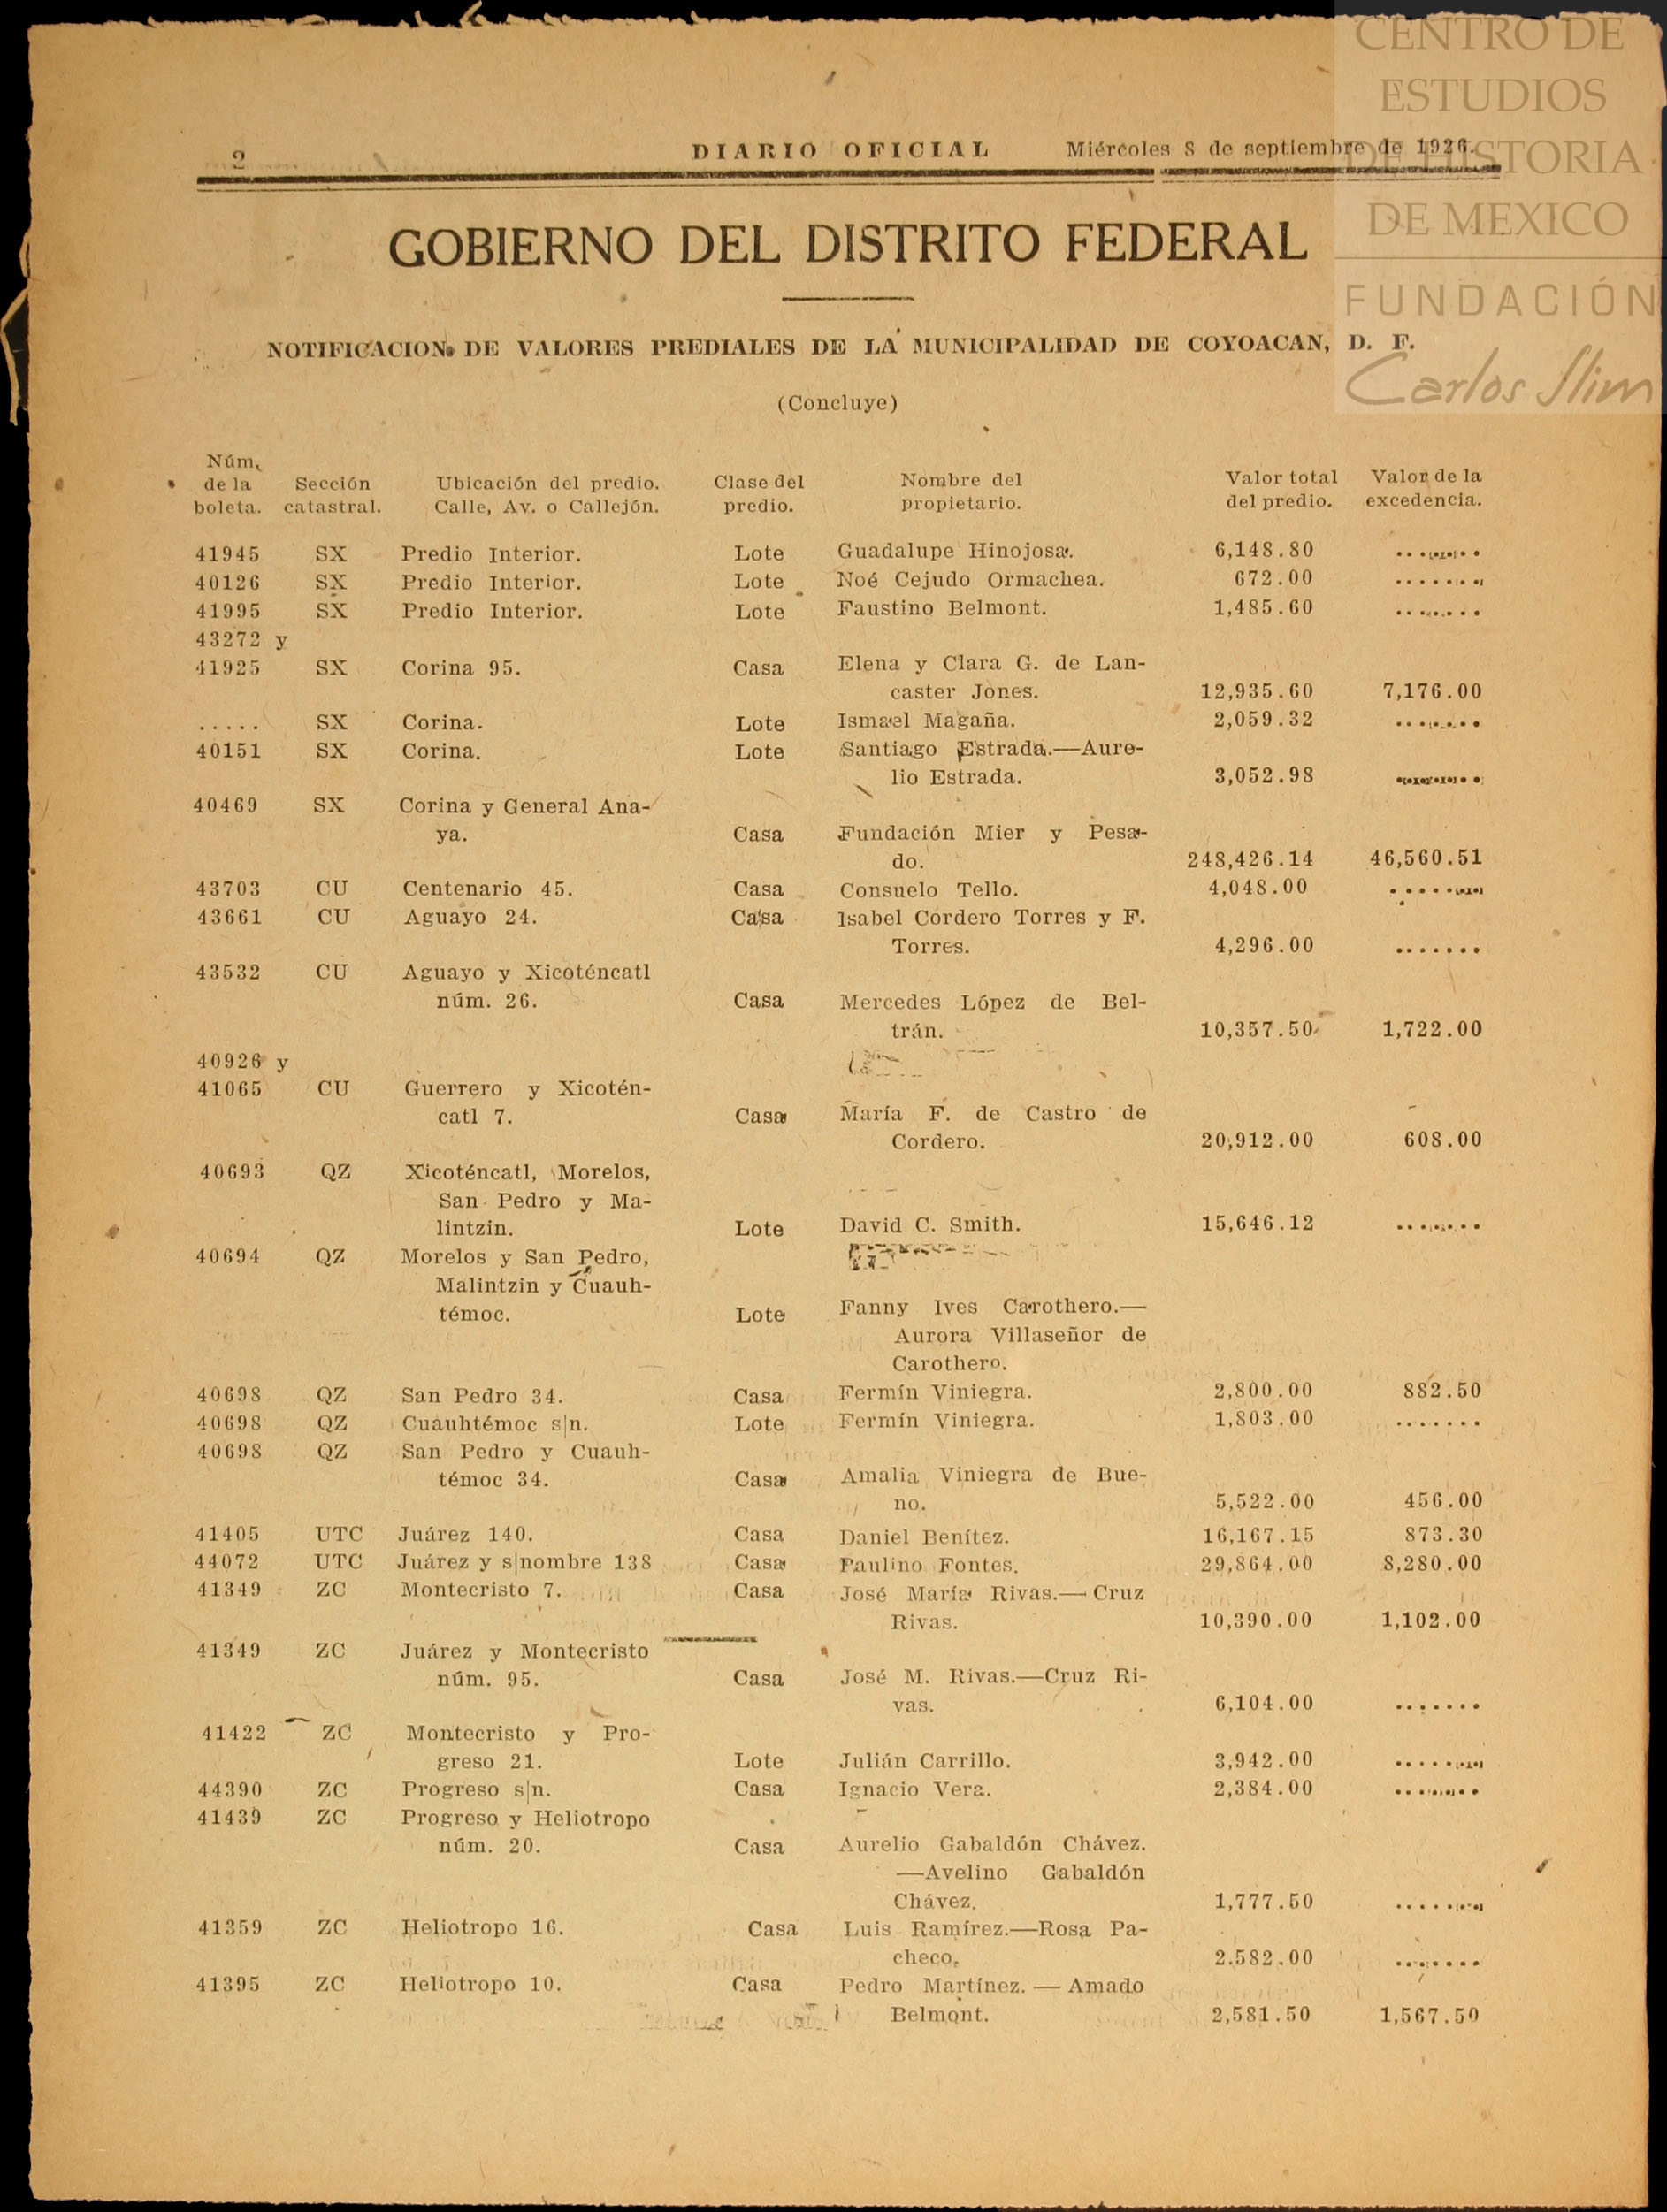 CENTRO DE
ESTUDIOS
DE HISTORIA
DE MEXICO
FUNDACIÓN
Carlos Slim
2 DIARIO OFICIAL Miércoles 8 de septiembre de 1926.
GOBIERNO DEL DISTRITO FEDERAL
NOTIFICACION DE VALORES PREDIALES DE LA MUNICIPALIDAD DE COYOACAN, D. F.
(Concluye)
Núm.
de la Sección Ubicación del predio. Clase del Nombre del Valor total Valor de la
boleta. catastral. Calle, Av. o Callejón. predio. propietario. del predio. excedencia.
41945 SX Predio Interior. Lote Guadalupe Hinojosa. 6,148.80 .......
40126 SX Predio Interior. Lote Noé Cejudo Ormachea. 672.00 .......
41995 SX Predio Interior. Lote Faustino Belmont. 1,485.60 .......
43272 y
41925 SX Corina 95. Casa Elena y Clara G. de Lan-
caster Jones. 12,935.60 7,176.00
..... SX Corina. Lote Ismael Magaña. 2,059.32 .......
40151 SX Corina. Lote Santiago Estrada.—Aure-
lio Estrada. 3,052.98 .......
40469 SX Corina y General Ana-
ya. Casa Fundación Mier y Pesa-
do. 248,426.14 46,560.51
43703 CU Centenario 45. Casa Consuelo Tello. 4,048.00 .......
43661 CU Aguayo 24. Casa Isabel Cordero Torres y F.
Torres. 4,296.00 .......
43532 CU Aguayo y Xicoténcatl
núm. 26. Casa Mercedes López de Bel-
trán. 10,357.50 1,722.00
40926 y
41065 CU Guerrero y Xicotén-
catl 7. Casa María F. de Castro de
Cordero. 20,912.00 608.00
40693 QZ Xicoténcatl, Morelos,
San Pedro y Ma-
lintzin. Lote David C. Smith. 15,646.12 .......
40694 QZ Morelos y San Pedro,
Malintzin y Cuauh-
témoc. Lote Fanny Ives Carothero.—
Aurora Villaseñor de
Carothero.
40698 QZ San Pedro 34. Casa Fermín Viniegra. 2,800.00 882.50
40698 QZ Cuauhtémoc s|n. Lote Fermín Viniegra. 1,803.00 .......
40698 QZ San Pedro y Cuauh-
témoc 34. Casa Amalia Viniegra de Bue-
no. 5,522.00 456.00
41405 UTC Juárez 140. Casa Daniel Benítez. 16,167.15 873.30
44072 UTC Juárez y s|nombre 138 Casa Paulino Fontes. 29,864.00 8,280.00
41349 ZC Montecristo 7. Casa José María Rivas.—Cruz
Rivas. 10,390.00 1,102.00
41349 ZC Juárez y Montecristo
núm. 95. Casa José M. Rivas.—Cruz Ri-
vas. 6,104.00 .......
41422 ZC Montecristo y Pro-
greso 21. Lote Julián Carrillo. 3,942.00 .......
44390 ZC Progreso s|n. Casa Ignacio Vera. 2,384.00 .......
41439 ZC Progreso y Heliotropo
núm. 20. Casa Aurelio Gabaldón Chávez.
—Avelino Gabaldón
Chávez. 1,777.50 .......
41359 ZC Heliotropo 16. Casa Luis Ramírez.—Rosa Pa-
checo. 2.582.00 .......
41395 ZC Heliotropo 10. Casa Pedro Martínez. — Amado
Belmont. 2,581.50 1,567.50